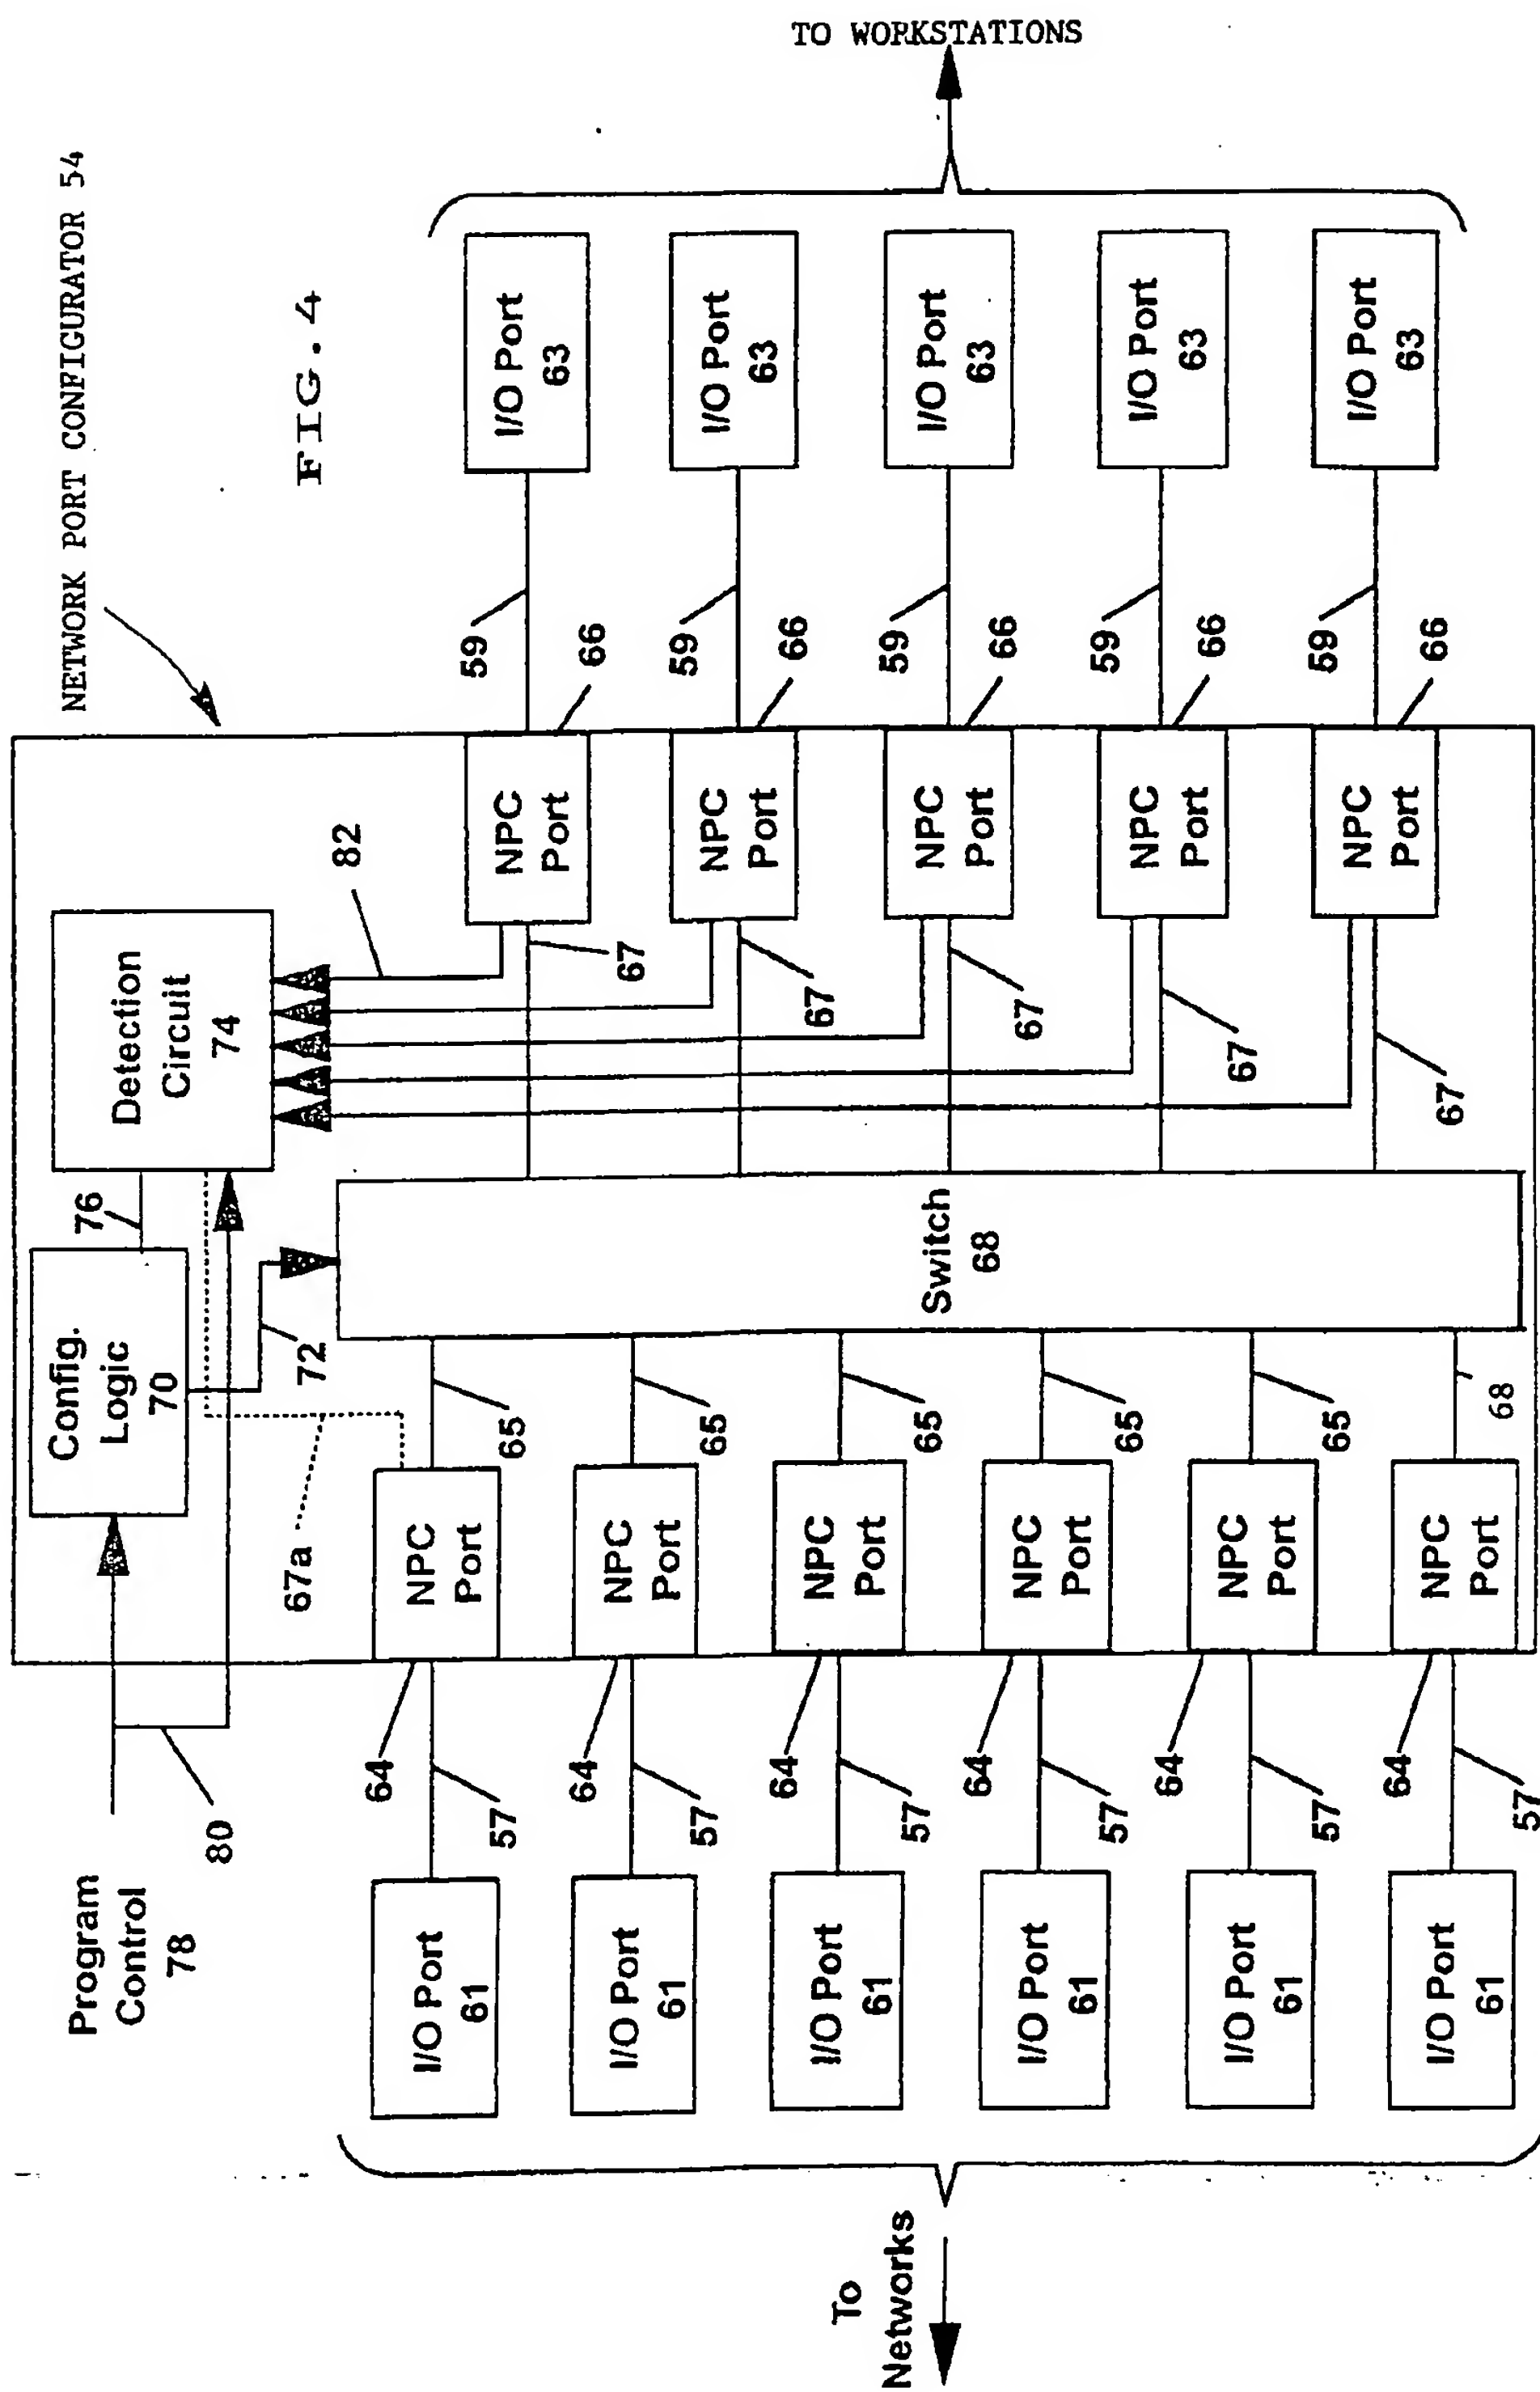 NETWORK PORT CONFIGURATOR 54
FIG. 4
Program
Control
78
80
Config.
Logic
70
76
Detection
Circuit
74
72
67a
82
To
Networks
TO WORKSTATIONS
I/O Port
61
57
64
NPC
Port
65
Switch
68
67
NPC
Port
66
59
I/O Port
63
I/O Port
61
57
64
NPC
Port
65
67
NPC
Port
66
59
I/O Port
63
I/O Port
61
57
64
NPC
Port
65
67
NPC
Port
66
59
I/O Port
63
I/O Port
61
57
64
NPC
Port
65
67
NPC
Port
66
59
I/O Port
63
I/O Port
61
57
64
NPC
Port
65
67
NPC
Port
66
59
I/O Port
63
I/O Port
61
57
64
NPC
Port
68